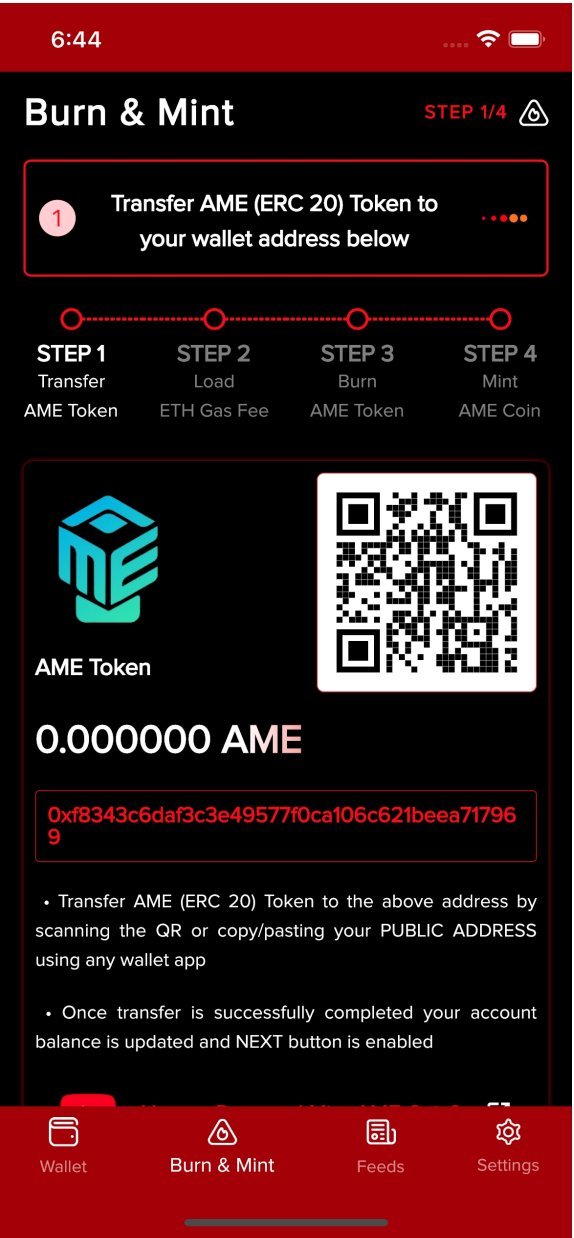 6:44
Burn & Mint
STEP 1/4
1
Transfer AME (ERC 20) Token to
your wallet address below
STEP 1
Transfer
AME Token
STEP 2
Load
ETH Gas Fee
STEP 3
Burn
AME Token
STEP 4
Mint
AME Coin
AME
AME Token
0.000000 AME
0xf8343c6daf3c3e49577f0ca106c621beea71796
9
• Transfer AME (ERC 20) Token to the above address by
scanning the QR or copy/pasting your PUBLIC ADDRESS
using any wallet app
• Once transfer is successfully completed your account
balance is updated and NEXT button is enabled
Wallet
Burn & Mint
Feeds
Settings